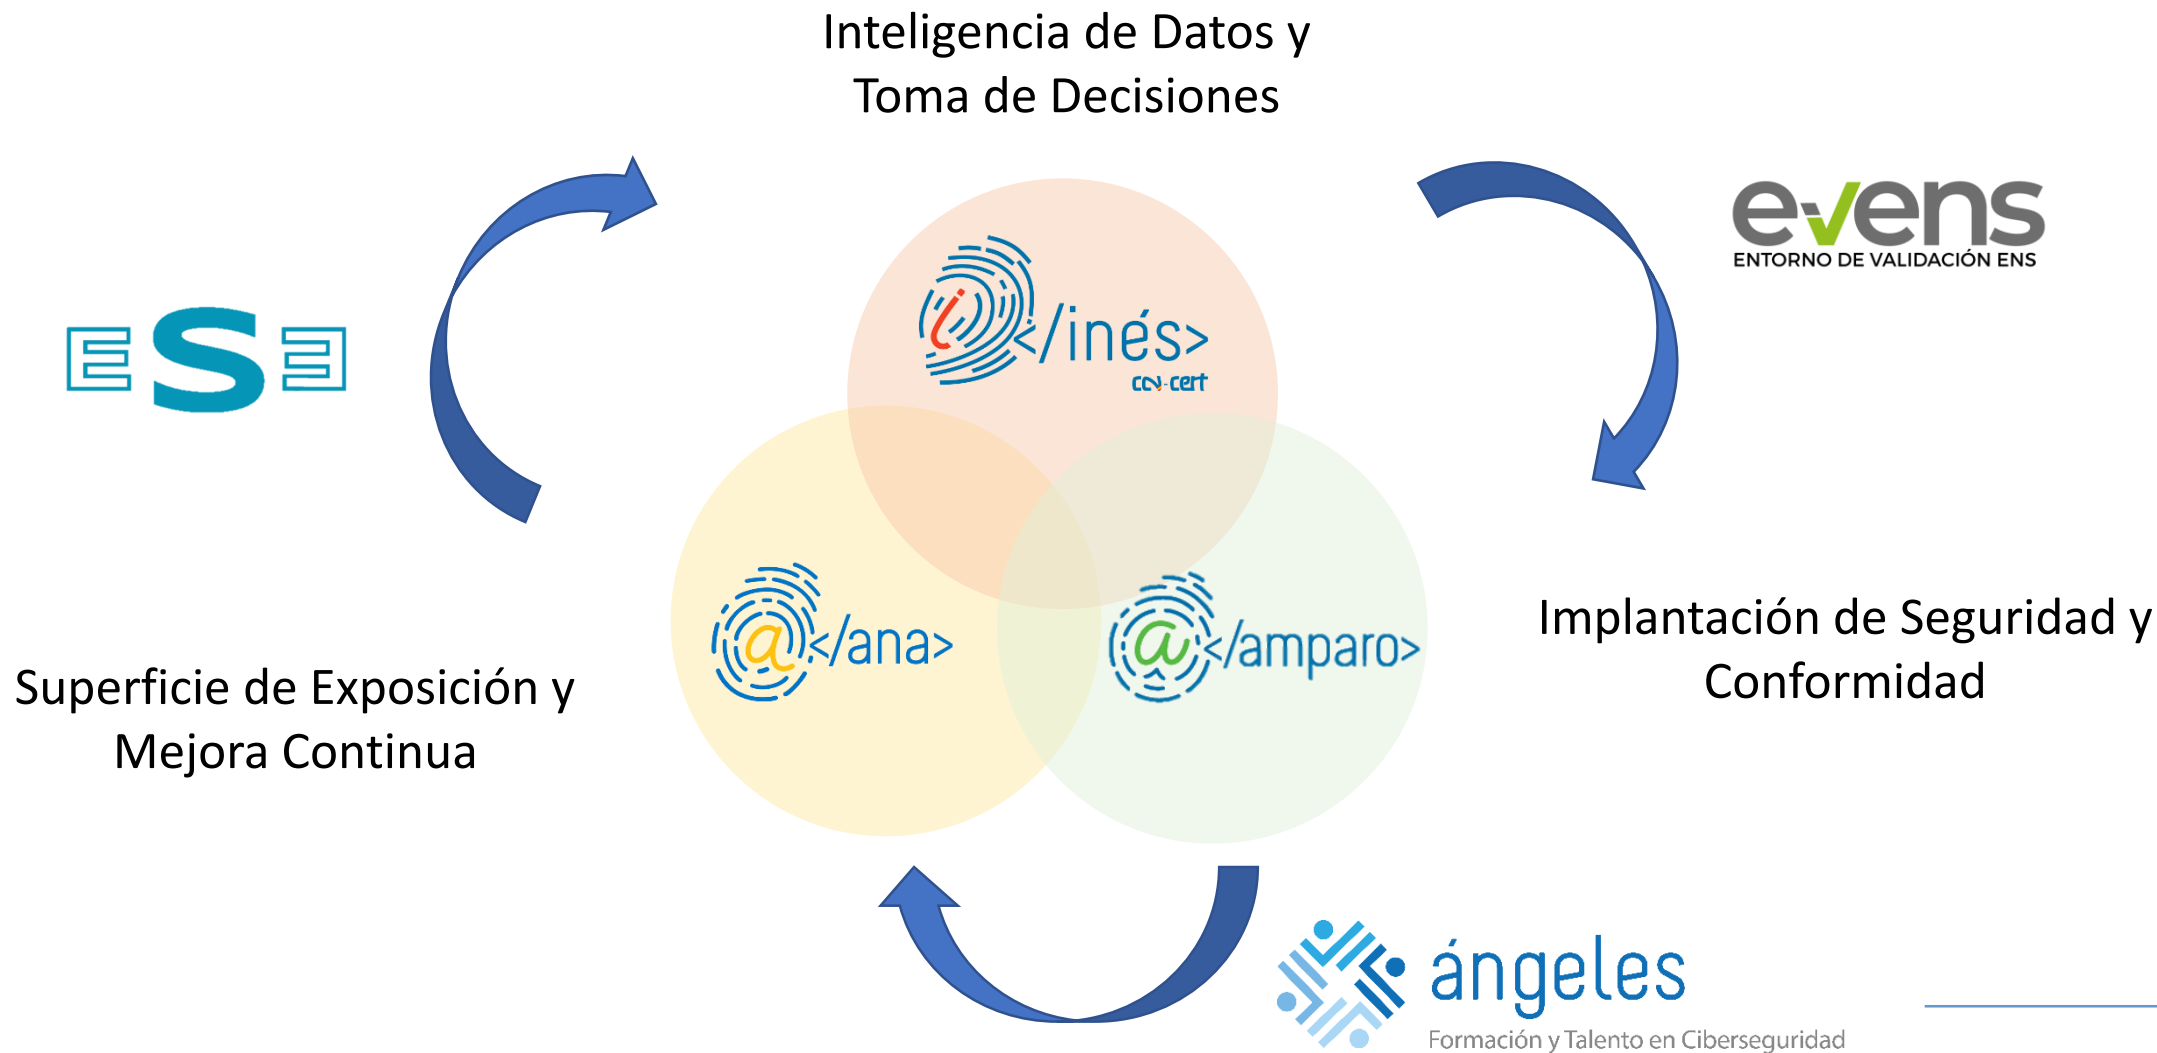 Inteligencia de Datos y
Toma de Decisiones
evens
ENTORNO DE VALIDACIÓN ENS
ESE
i </inés>
ccn-cert
a </ana>
@ </amparo>
Implantación de Seguridad y
Conformidad
Superficie de Exposición y
Mejora Continua
ángeles
Formación y Talento en Ciberseguridad